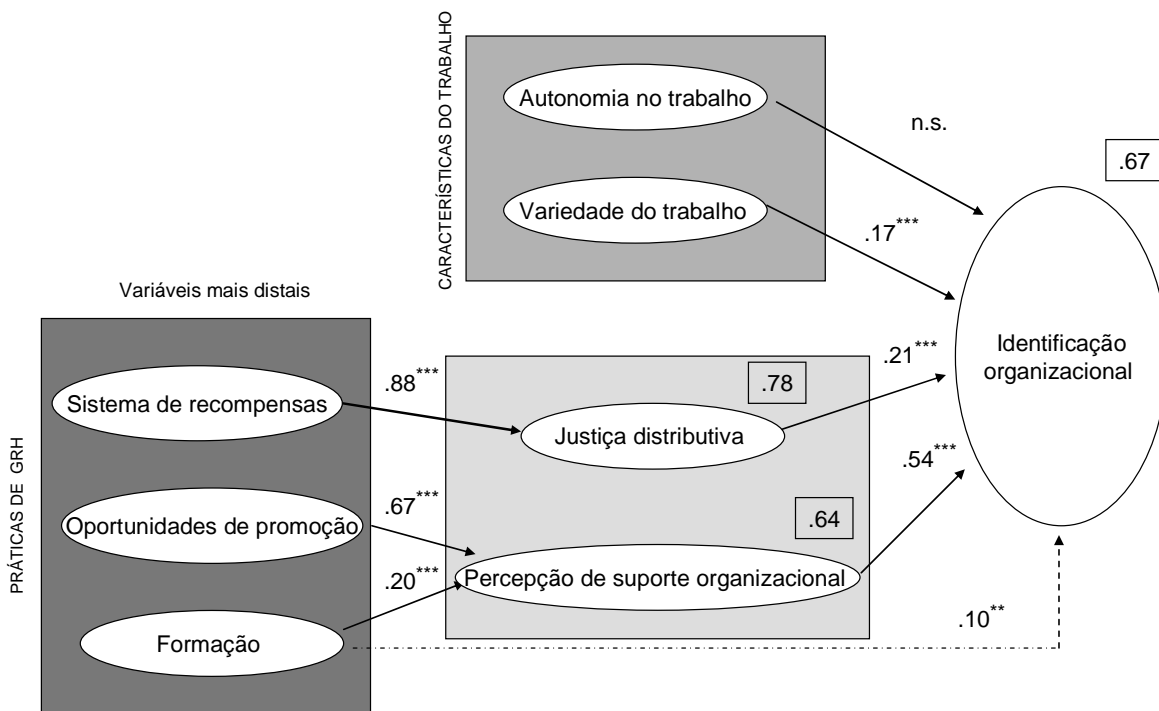 CARACTERÍSTICAS DO TRABALHO
Autonomia no trabalho
n.s.
.67
Variedade do trabalho
.17***
Variáveis mais distais
PRÁTICAS DE GRH
Sistema de recompensas
.88***
.78
Justiça distributiva
.21***
Identificação
organizacional
Oportunidades de promoção
.67***
.64
.54***
Percepção de suporte organizacional
.20***
Formação
.10**